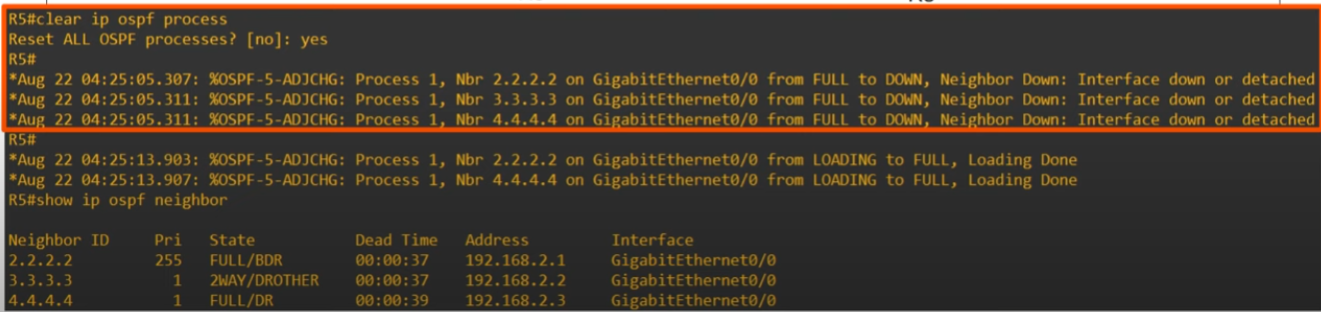 R5#clear ip ospf process
Reset ALL OSPF processes? [no]: yes
R5#
*Aug 22 04:25:05.307: %OSPF-5-ADJCHG: Process 1, Nbr 2.2.2.2 on GigabitEthernet0/0 from FULL to DOWN, Neighbor Down: Interface down or detached
*Aug 22 04:25:05.311: %OSPF-5-ADJCHG: Process 1, Nbr 3.3.3.3 on GigabitEthernet0/0 from FULL to DOWN, Neighbor Down: Interface down or detached
*Aug 22 04:25:05.311: %OSPF-5-ADJCHG: Process 1, Nbr 4.4.4.4 on GigabitEthernet0/0 from FULL to DOWN, Neighbor Down: Interface down or detached
R5#
*Aug 22 04:25:13.903: %OSPF-5-ADJCHG: Process 1, Nbr 2.2.2.2 on GigabitEthernet0/0 from LOADING to FULL, Loading Done
*Aug 22 04:25:13.907: %OSPF-5-ADJCHG: Process 1, Nbr 4.4.4.4 on GigabitEthernet0/0 from LOADING to FULL, Loading Done
R5#show ip ospf neighbor
Neighbor ID Pri State Dead Time Address Interface
2.2.2.2 255 FULL/BDR 00:00:37 192.168.2.1 GigabitEthernet0/0
3.3.3.3 1 2WAY/DROTHER 00:00:37 192.168.2.2 GigabitEthernet0/0
4.4.4.4 1 FULL/DR 00:00:39 192.168.2.3 GigabitEthernet0/0